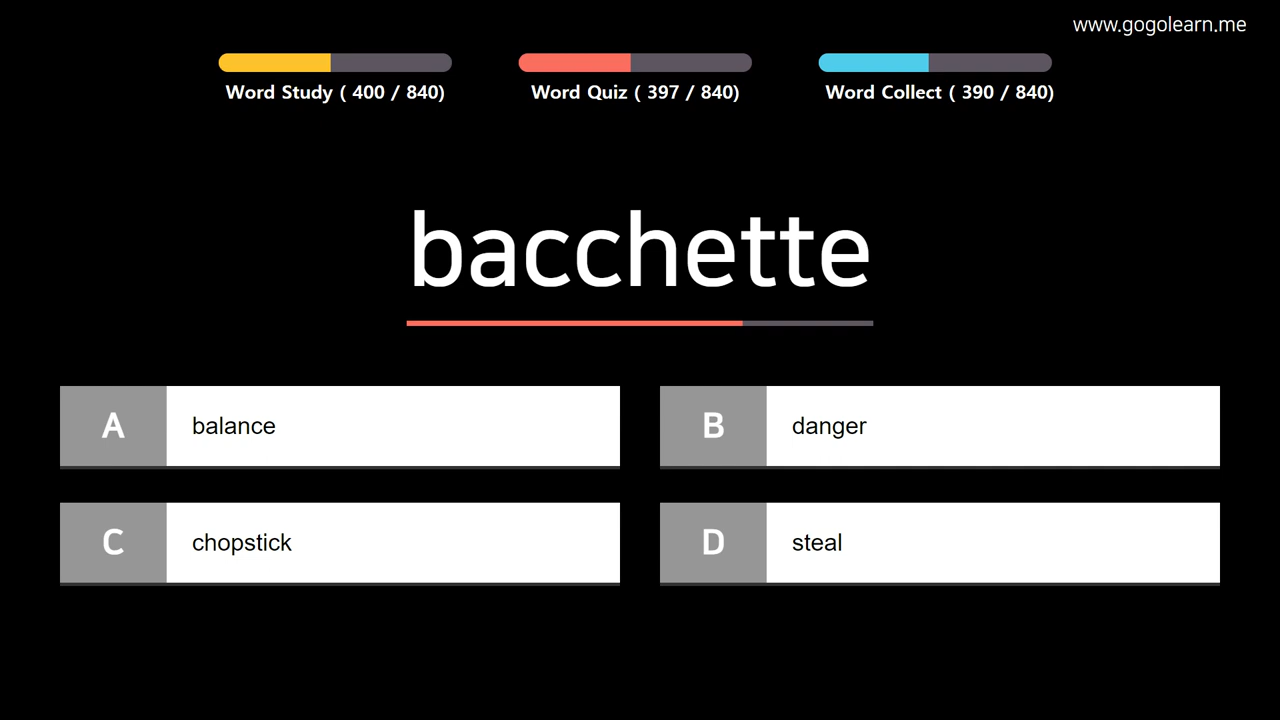 www.gogolearn.me
Word Study ( 400 / 840)
Word Quiz ( 397 / 840)
Word Collect ( 390 / 840)
bacchette
A balance
B danger
C chopstick
D steal